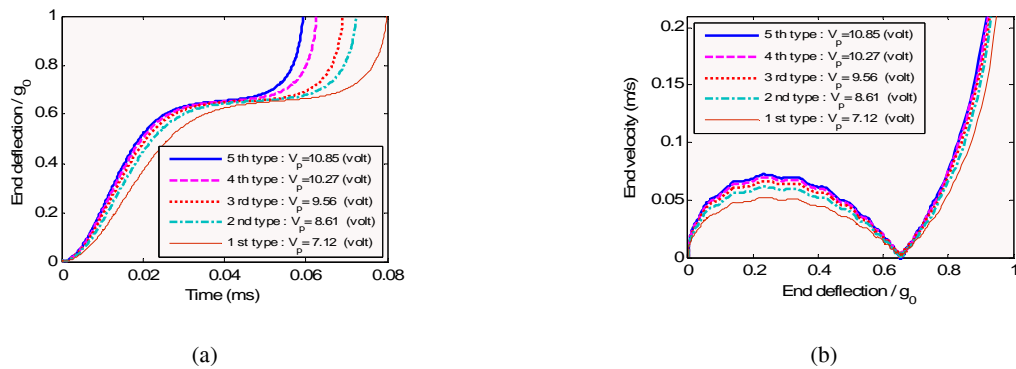 1
0.8
0.6
0.4
0.2
0
0
0.02
0.04
0.06
0.08
End deflection / g0
Time (ms)
5 th type : Vp=10.85 (volt)
4 th type : Vp=10.27 (volt)
3 rd type : Vp= 9.56 (volt)
2 nd type : Vp= 8.61 (volt)
1 st type : Vp= 7.12 (volt)
(a)
0.2
0.15
0.1
0.05
0
0
0.2
0.4
0.6
0.8
1
End velocity (m/s)
End deflection / g0
5 th type : Vp=10.85 (volt)
4 th type : Vp=10.27 (volt)
3 rd type : Vp= 9.56 (volt)
2 nd type : Vp= 8.61 (volt)
1 st type : Vp= 7.12 (volt)
(b)